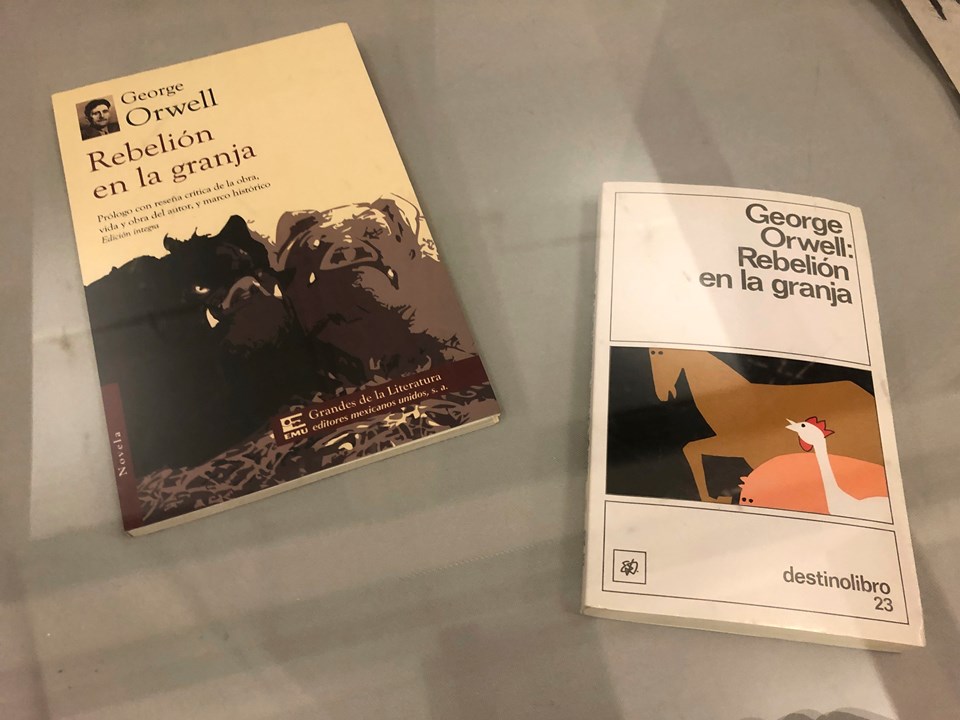 George
Orwell
Rebelión
en la granja
Prólogo con reseña crítica de la obra,
vida y obra del autor, y marco histórico
Edición íntegra
Novela
EMU
Grandes de la Literatura
editores mexicanos unidos, s. a.
George
Orwell:
Rebelión
en la granja
destinolibro
23